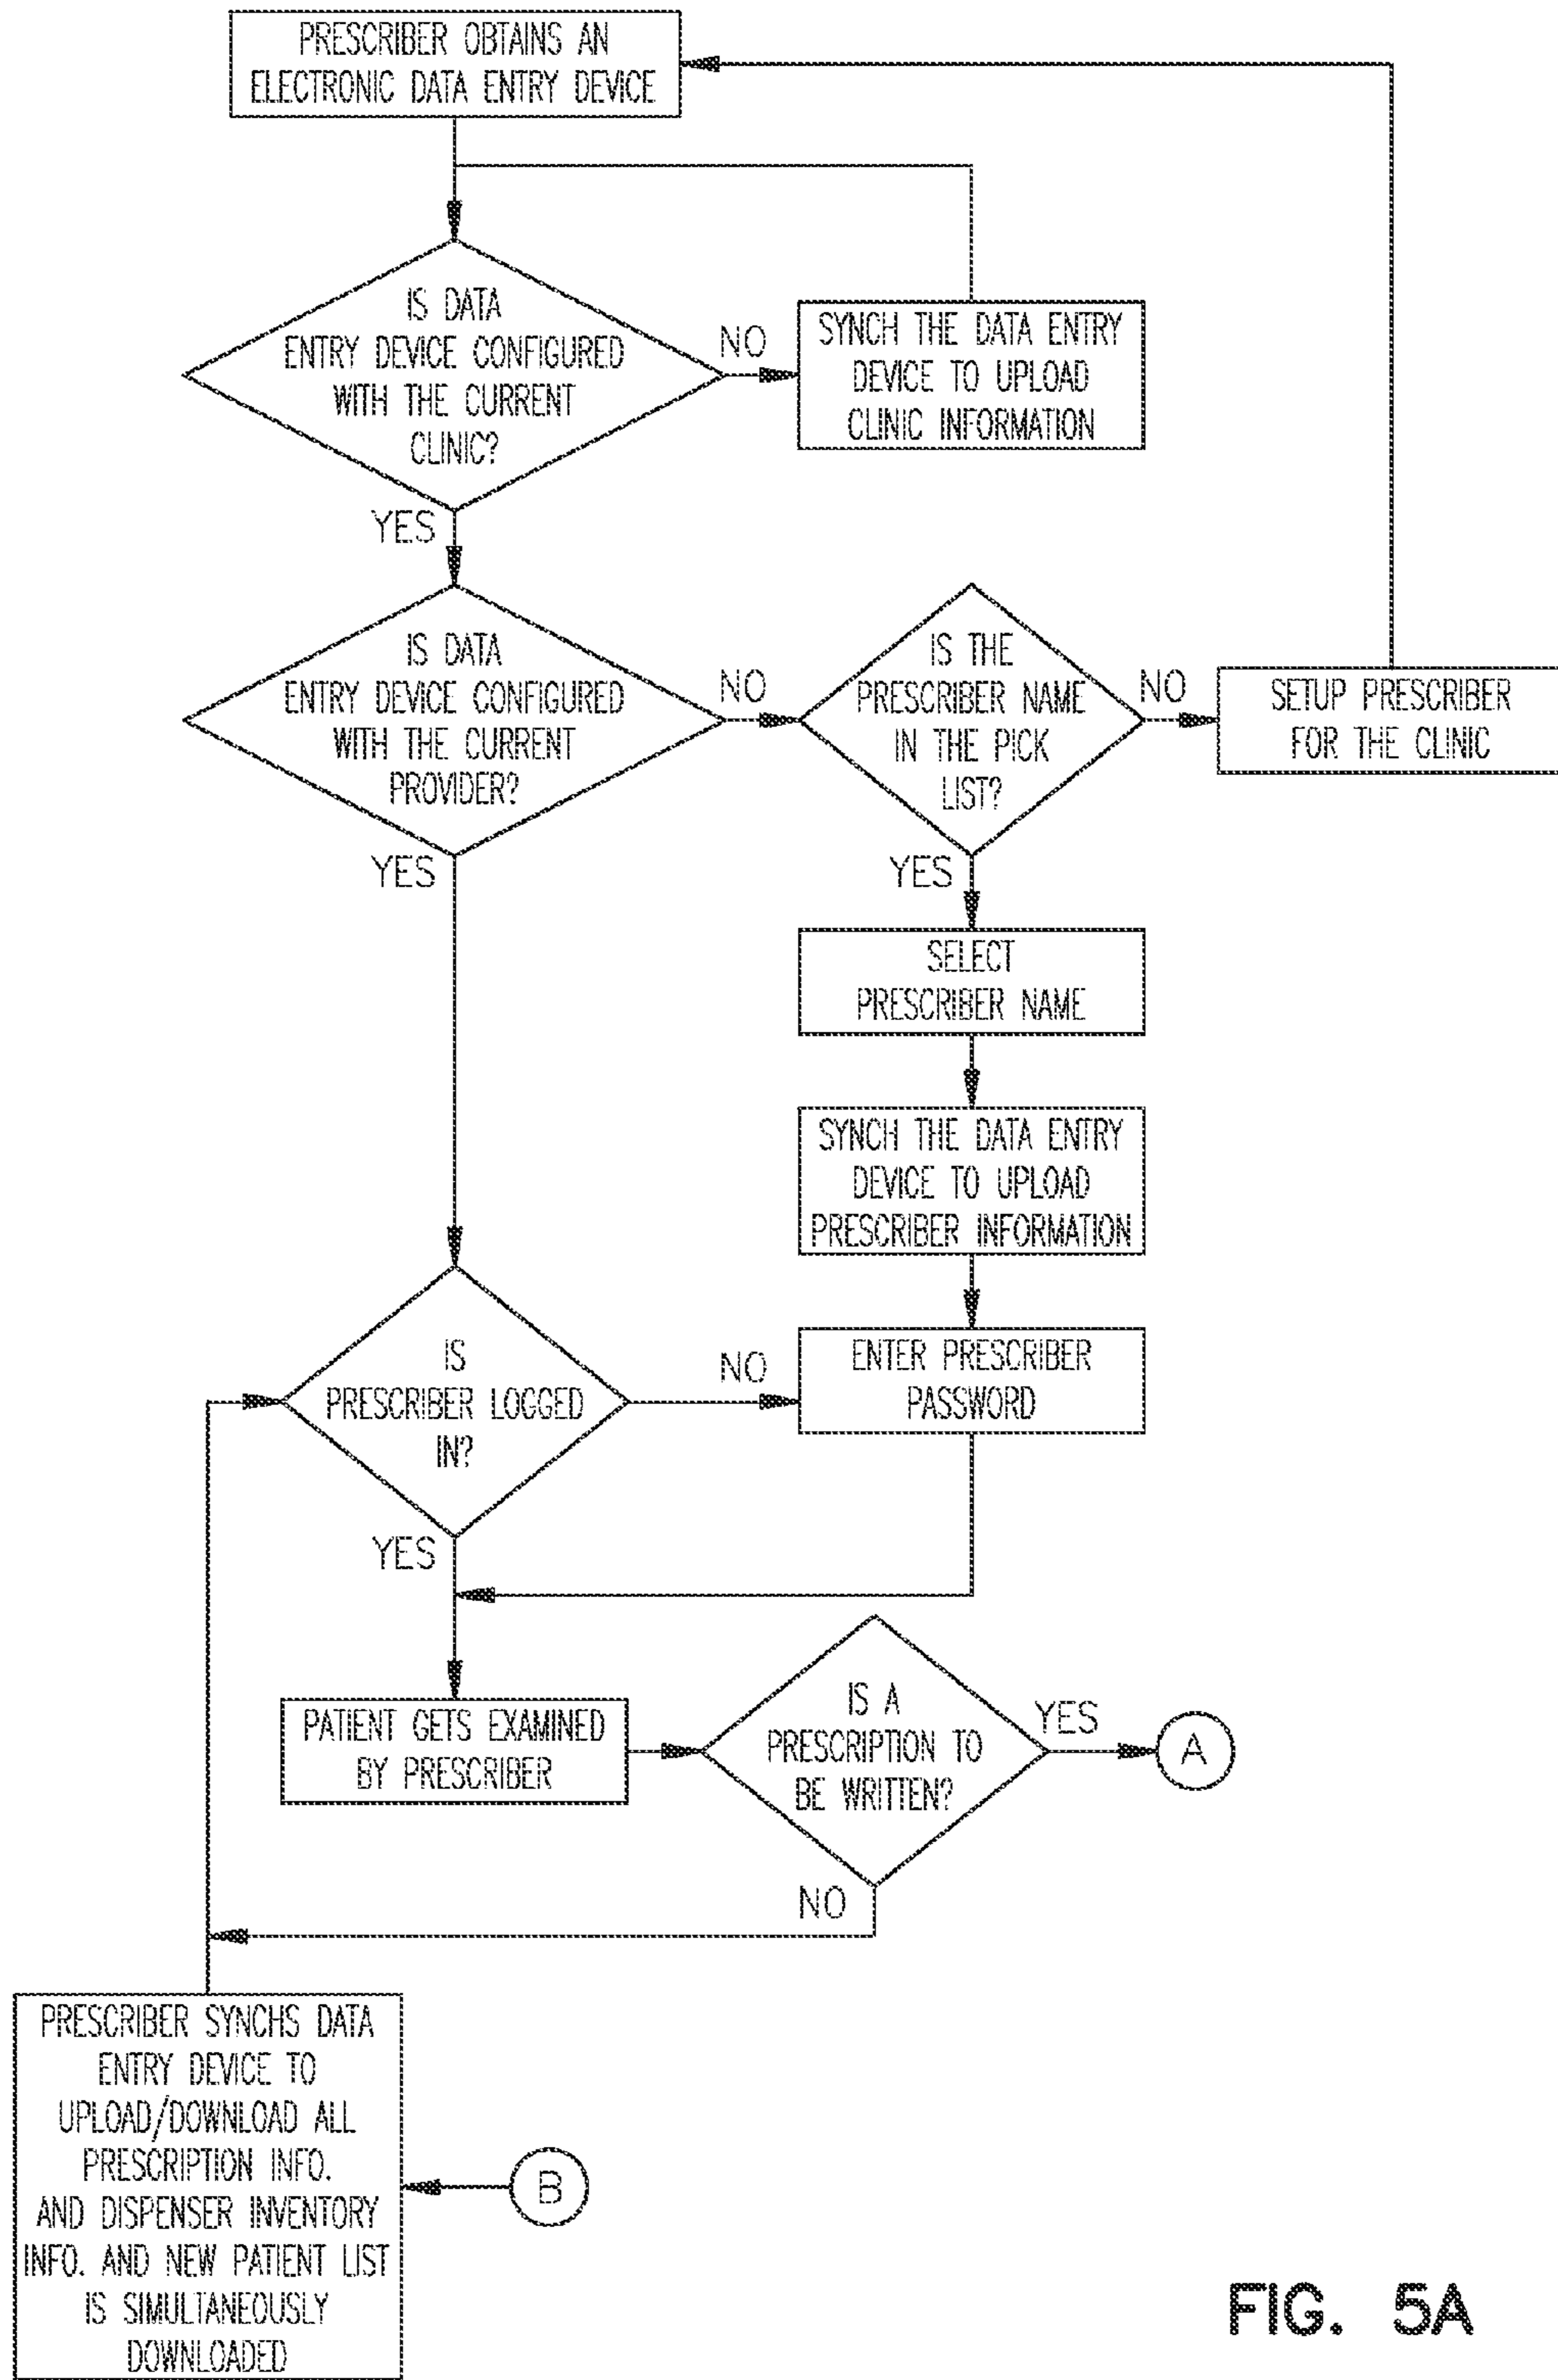 PRESCRIBER OBTAINS AN
ELECTRONIC DATA ENTRY DEVICE
IS DATA
ENTRY DEVICE CONFIGURED
WITH THE CURRENT
CLINIC?
NO
SYNCH THE DATA ENTRY
DEVICE TO UPLOAD
CLINIC INFORMATION
YES
IS DATA
ENTRY DEVICE CONFIGURED
WITH THE CURRENT
PROVIDER?
NO
IS THE
PRESCRIBER NAME
IN THE PICK
LIST?
NO
SETUP PRESCRIBER
FOR THE CLINIC
YES
YES
SELECT
PRESCRIBER NAME
SYNCH THE DATA ENTRY
DEVICE TO UPLOAD
PRESCRIBER INFORMATION
IS
PRESCRIBER LOGGED
IN?
NO
ENTER PRESCRIBER
PASSWORD
YES
PATIENT GETS EXAMINED
BY PRESCRIBER
IS A
PRESCRIPTION TO
BE WRITTEN?
YES
A
NO
PRESCRIBER SYNCHS DATA
ENTRY DEVICE TO
UPLOAD/DOWNLOAD ALL
PRESCRIPTION INFO.
AND DISPENSER INVENTORY
INFO. AND NEW PATIENT LIST
IS SIMULTANEOUSLY
DOWNLOADED
B
FIG. 5A